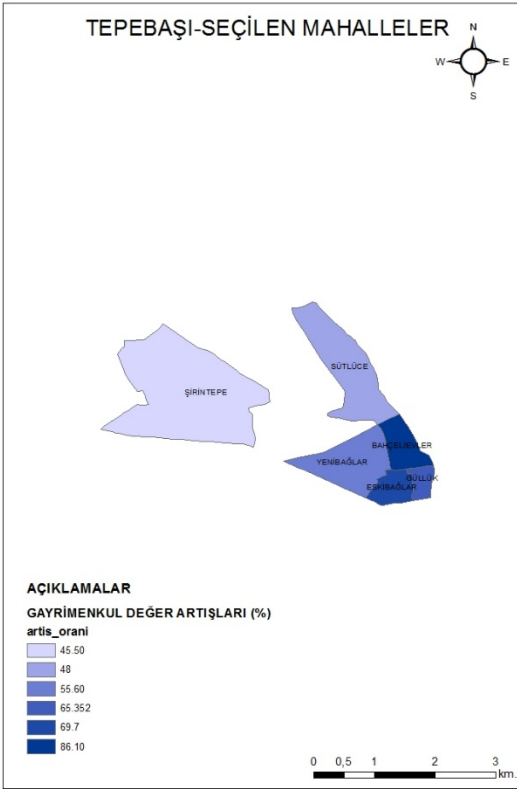 TEPEBAŞI-SEÇİLEN MAHALLELER
N
W E
S
SÜTLÜCE
ŞİRİNTEPE
BAHÇELİEVLER
YENİBAĞLAR
GÜLLÜK
ESKİBAĞLAR
AÇIKLAMALAR
GAYRİMENKUL DEĞER ARTIŞLARI (%)
artis_orani
45.50
48
55.60
65.352
69.7
86.10
0 0,5 1 2 3
km.